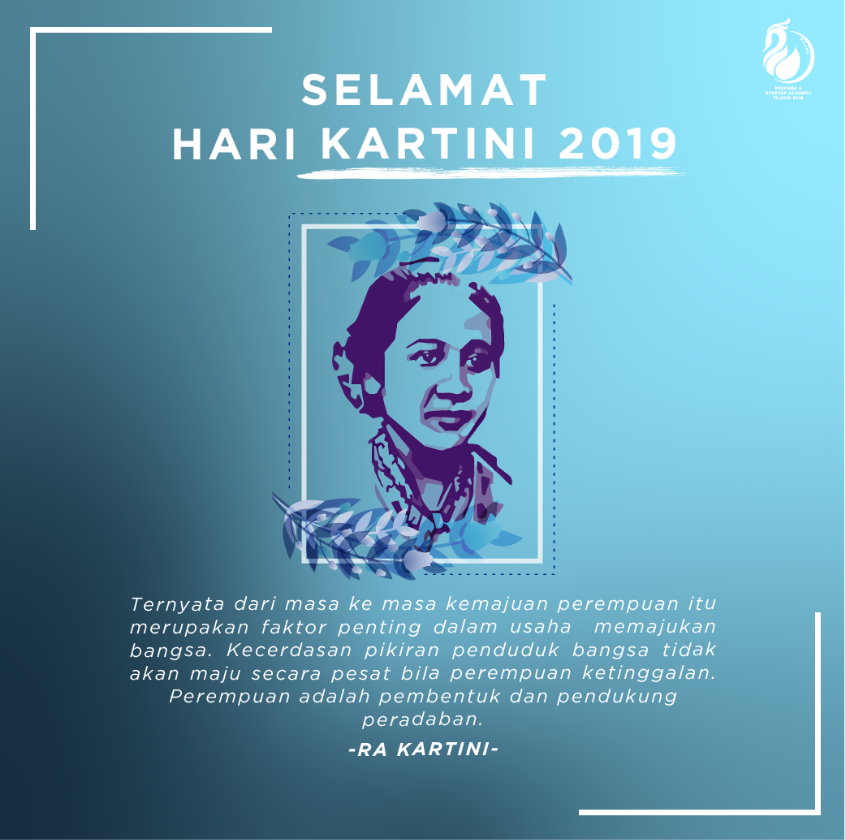 SELAMAT
HARI KARTINI 2019
Ternyata dari masa ke masa kemajuan perempuan itu
merupakan faktor penting dalam usaha memajukan
bangsa. Kecerdasan pikiran penduduk bangsa tidak
akan maju secara pesat bila perempuan ketinggalan.
Perempuan adalah pembentuk dan pendukung
peradaban.
-RA KARTINI-